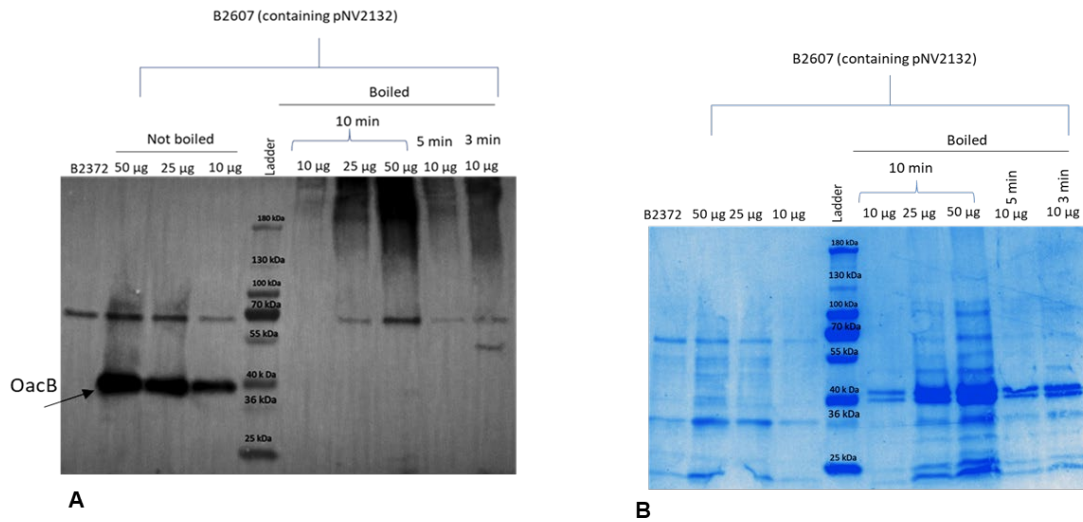 B2607 (containing pNV2132)
Boiled
10 min
5 min
3 min
Not boiled
Ladder
B2372
50 µg
25 µg
10 µg
10 µg
25 µg
50 µg
10 µg
10 µg
180 kDa
130 kDa
100 kDa
70 kDa
55 kDa
40 k Da
36 kDa
25 kDa
OacB
A
B2607 (containing pNV2132)
Boiled
10 min
5 min
3 min
Ladder
B2372
50 µg
25 µg
10 µg
10 µg
25 µg
50 µg
10 µg
10 µg
180 kDa
130 kDa
100 kDa
70 kDa
55 kDa
40 k Da
36 kDa
25 kDa
B